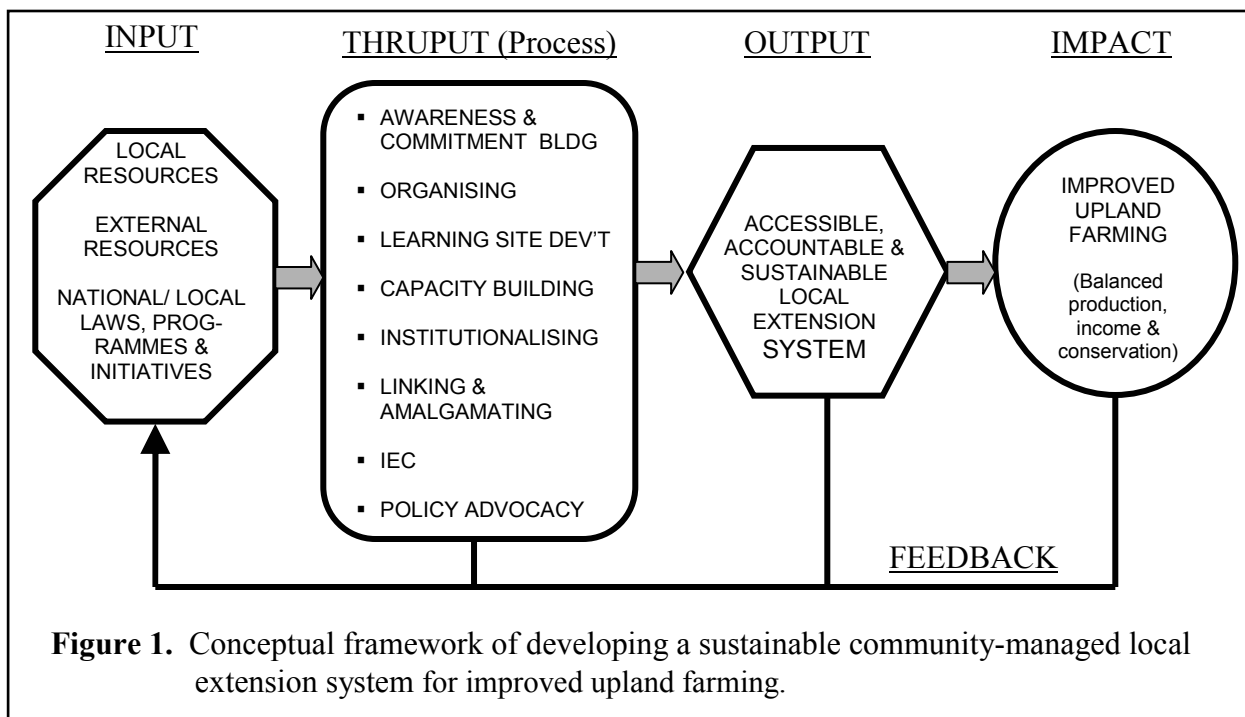 INPUT
THRUPUT (Process)
OUTPUT
IMPACT
LOCAL
RESOURCES
EXTERNAL
RESOURCES
NATIONAL/ LOCAL
LAWS, PROG-
RAMMES &
INITIATIVES
▪ AWARENESS &
COMMITMENT BLDG
▪ ORGANISING
▪ LEARNING SITE DEV'T
▪ CAPACITY BUILDING
▪ INSTITUTIONALISING
▪ LINKING &
AMALGAMATING
▪ IEC
▪ POLICY ADVOCACY
ACCESSIBLE,
ACCOUNTABLE &
SUSTAINABLE
LOCAL
EXTENSION
SYSTEM
IMPROVED
UPLAND
FARMING
(Balanced
production,
income &
conservation)
FEEDBACK
Figure 1. Conceptual framework of developing a sustainable community-managed local
extension system for improved upland farming.